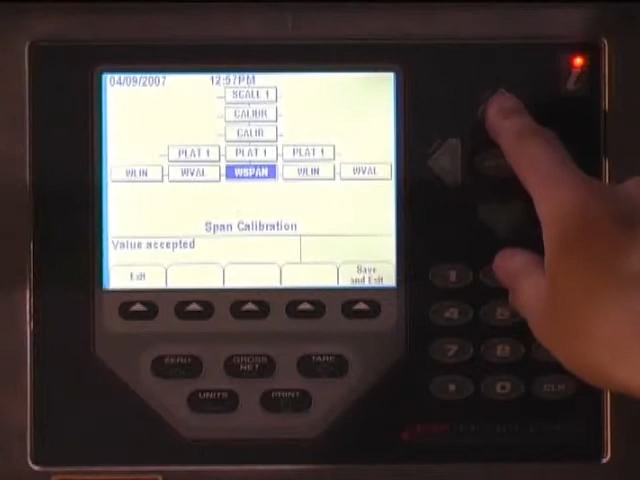 04/09/2007 12:57PM
SCALE 1
CALIBR
CALIB
PLAT 1 PLAT 1 PLAT 1
WLIN WVAL WSPAN WLIN WVAL
Span Calibration
Value accepted
Exit
Save and Exit
ZERO
GROSS NET
TARE
UNITS
PRINT
1
4 5
7 8
0 CLR